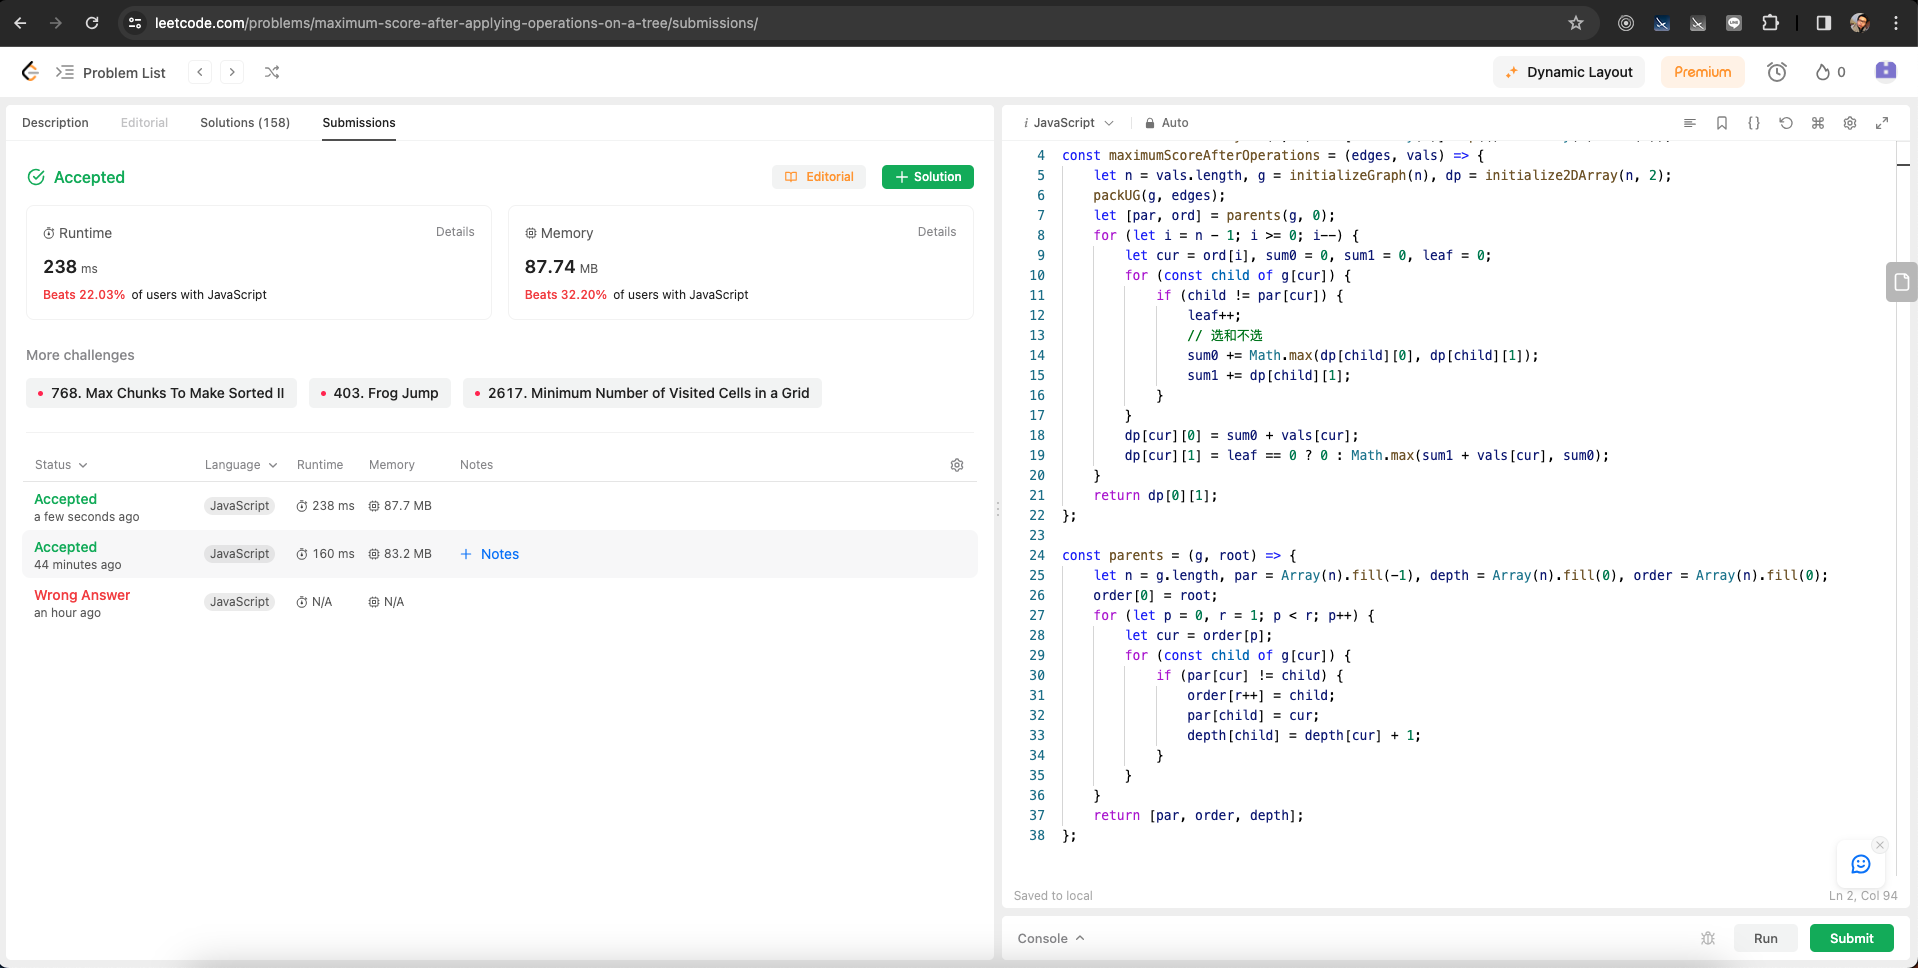 leetcode.com/problems/maximum-score-after-applying-operations-on-a-tree/submissions/
Problem List
Dynamic Layout
Premium
0
Description
Editorial
Solutions (158)
Submissions
Accepted
Editorial
Solution
Runtime
Details
238 ms
Beats 22.03% of users with JavaScript
Memory
Details
87.74 MB
Beats 32.20% of users with JavaScript
More challenges
768. Max Chunks To Make Sorted II
403. Frog Jump
2617. Minimum Number of Visited Cells in a Grid
Status
Language
Runtime
Memory
Notes
Accepted
a few seconds ago
JavaScript
238 ms
87.7 MB
Accepted
44 minutes ago
JavaScript
160 ms
83.2 MB
+ Notes
Wrong Answer
an hour ago
JavaScript
N/A
N/A
i JavaScript
Auto
4 const maximumScoreAfterOperations = (edges, vals) => {
5 let n = vals.length, g = initializeGraph(n), dp = initialize2DArray(n, 2);
6 packUG(g, edges);
7 let [par, ord] = parents(g, 0);
8 for (let i = n - 1; i >= 0; i--) {
9 let cur = ord[i], sum0 = 0, sum1 = 0, leaf = 0;
10 for (const child of g[cur]) {
11 if (child != par[cur]) {
12 leaf++;
13 // 选和不选
14 sum0 += Math.max(dp[child][0], dp[child][1]);
15 sum1 += dp[child][1];
16 }
17 }
18 dp[cur][0] = sum0 + vals[cur];
19 dp[cur][1] = leaf == 0 ? 0 : Math.max(sum1 + vals[cur], sum0);
20 }
21 return dp[0][1];
22 };
23
24 const parents = (g, root) => {
25 let n = g.length, par = Array(n).fill(-1), depth = Array(n).fill(0), order = Array(n).fill(0);
26 order[0] = root;
27 for (let p = 0, r = 1; p < r; p++) {
28 let cur = order[p];
29 for (const child of g[cur]) {
30 if (par[cur] != child) {
31 order[r++] = child;
32 par[child] = cur;
33 depth[child] = depth[cur] + 1;
34 }
35 }
36 }
37 return [par, order, depth];
38 };
Saved to local
Ln 2, Col 94
Console
Run
Submit